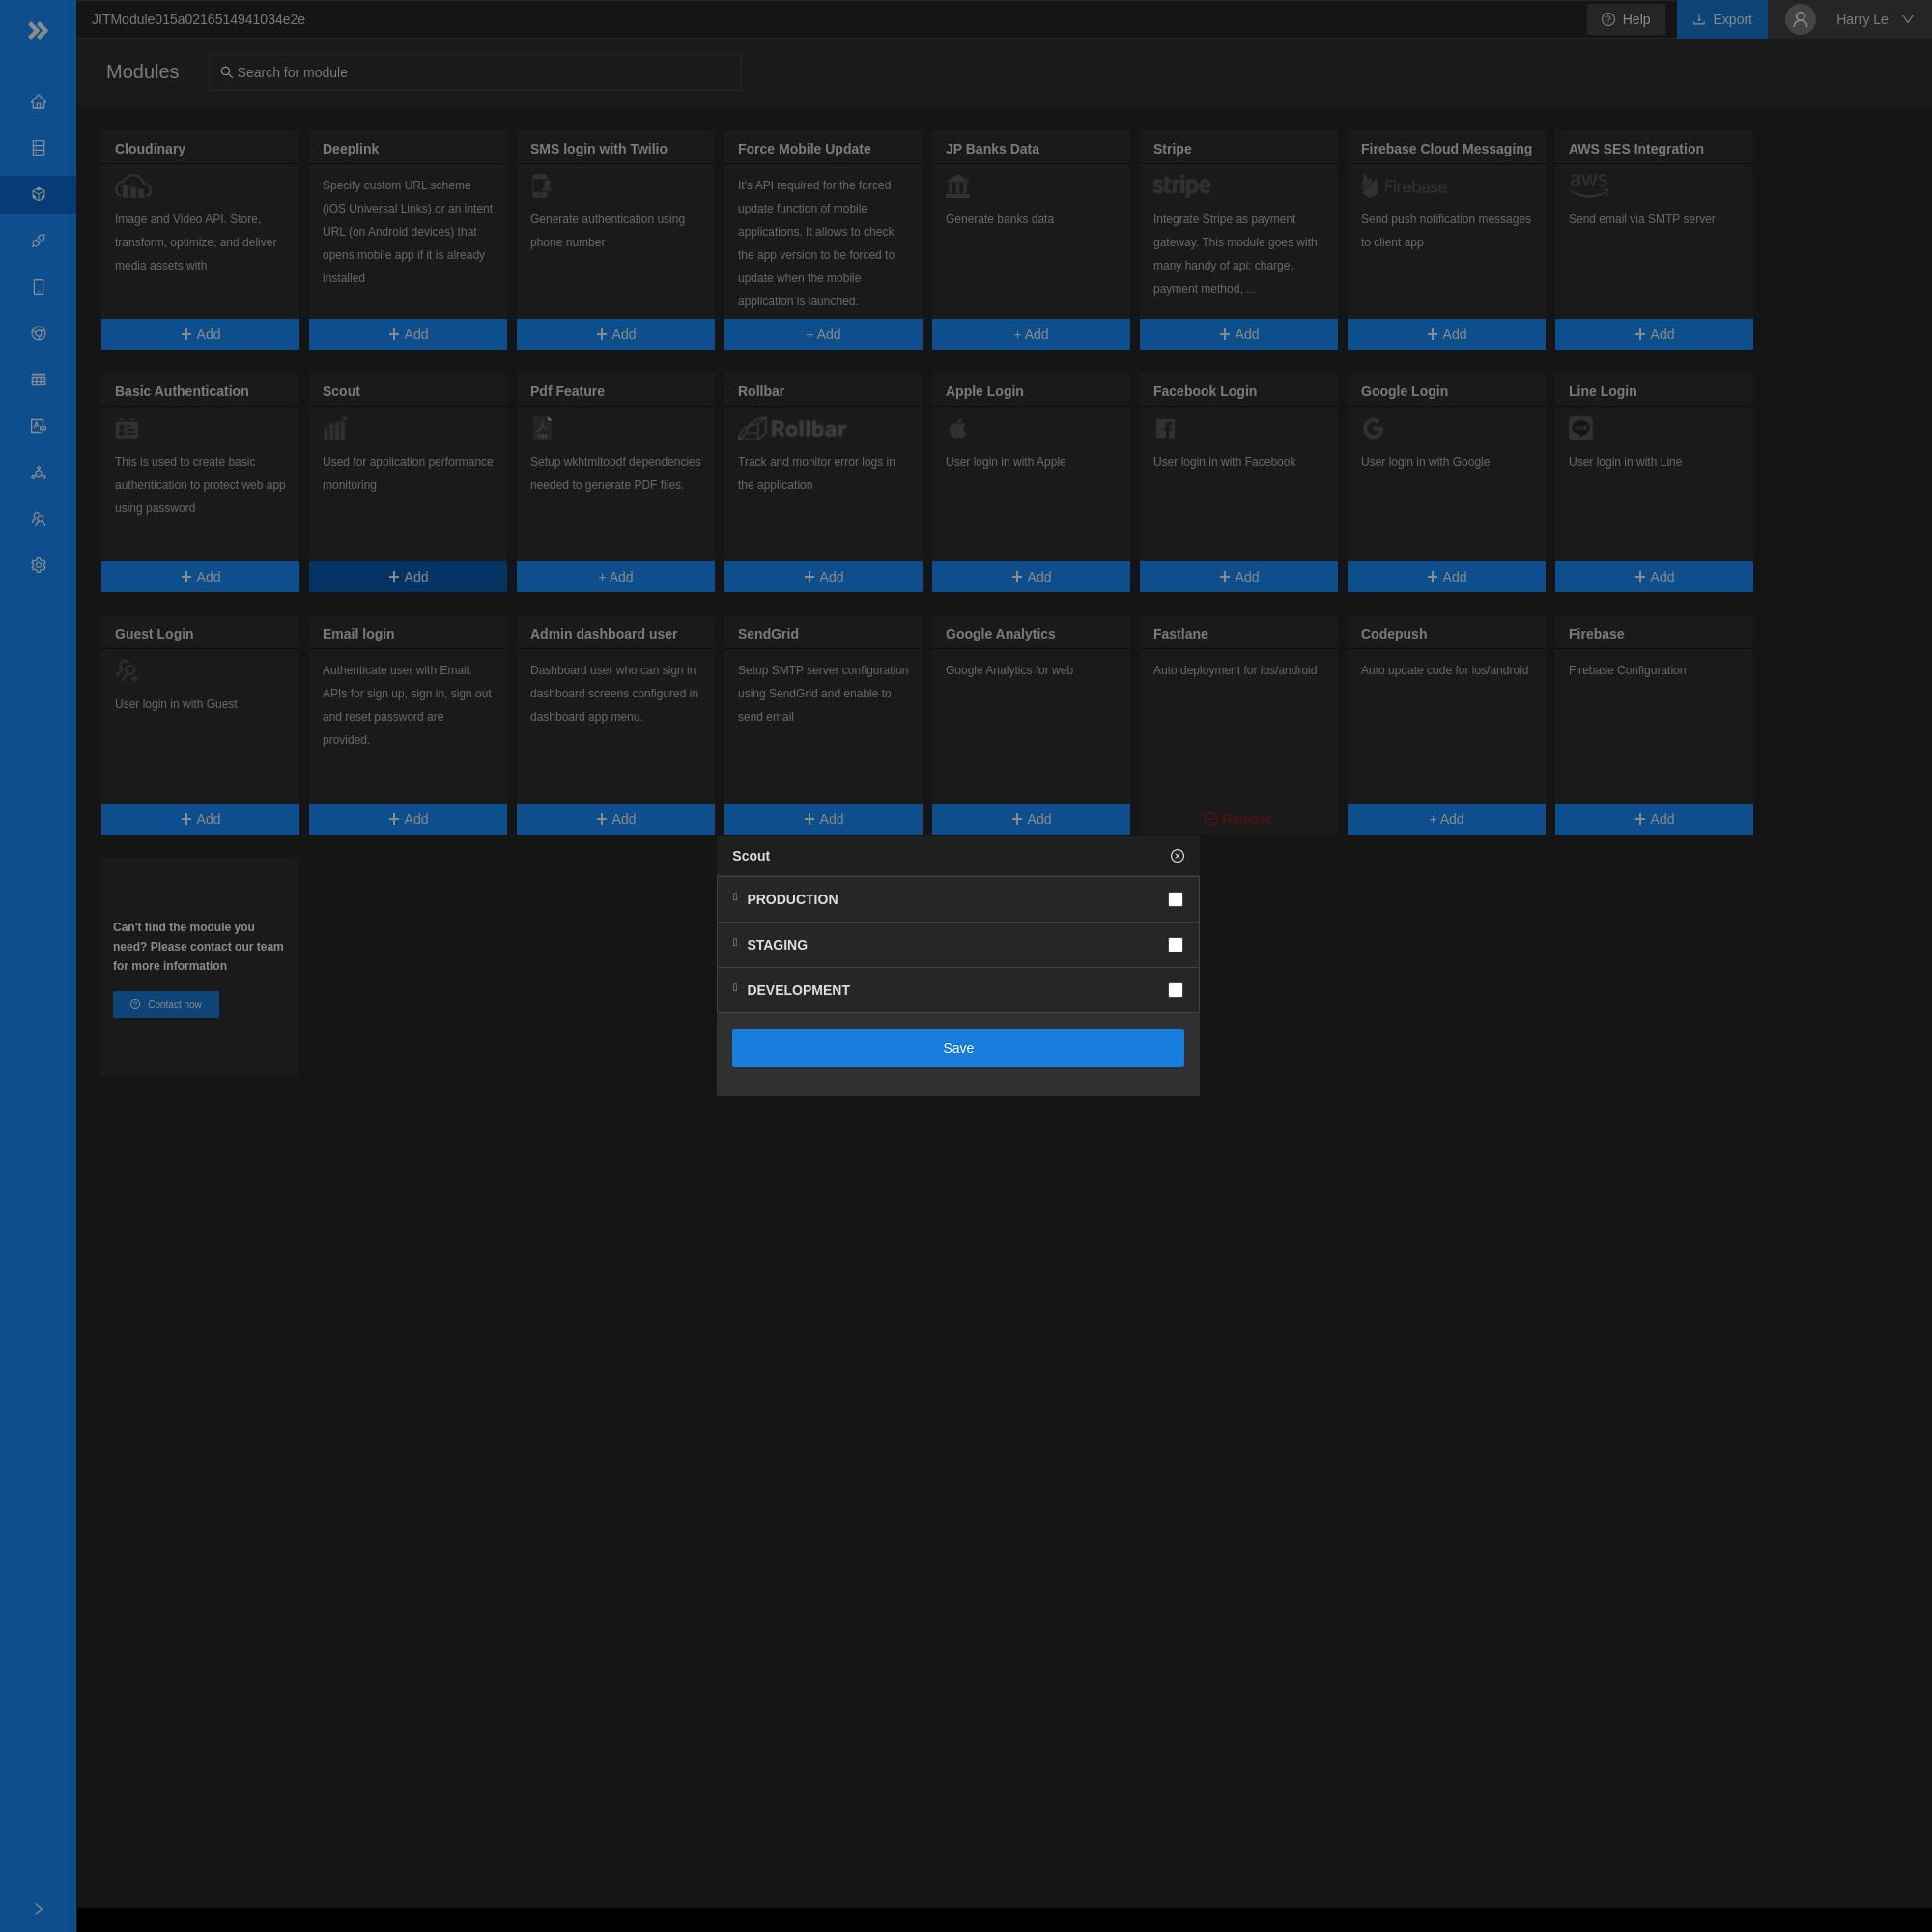 JITModule015a0216514941034e2e
Help
Export
Harry Le
Modules
Search for module
Cloudinary
Image and Video API. Store,
transform, optimize, and deliver
media assets with
+ Add
Deeplink
Specify custom URL scheme
(iOS Universal Links) or an intent
URL (on Android devices) that
opens mobile app if it is already
installed
+ Add
SMS login with Twilio
Generate authentication using
phone number
+ Add
Force Mobile Update
It's API required for the forced
update function of mobile
applications. It allows to check
the app version to be forced to
update when the mobile
application is launched.
+ Add
JP Banks Data
Generate banks data
+ Add
Stripe
stripe
Integrate Stripe as payment
gateway. This module goes with
many handy of api: charge,
payment method, ...
+ Add
Firebase Cloud Messaging
Firebase
Send push notification messages
to client app
+ Add
AWS SES Integration
aws
Send email via SMTP server
+ Add
Basic Authentication
This is used to create basic
authentication to protect web app
using password
+ Add
Scout
Used for application performance
monitoring
+ Add
Pdf Feature
PDF
Setup wkhtmltopdf dependencies
needed to generate PDF files.
+ Add
Rollbar
Rollbar
Track and monitor error logs in
the application
+ Add
Apple Login
User login in with Apple
+ Add
Facebook Login
User login in with Facebook
+ Add
Google Login
User login in with Google
+ Add
Line Login
LINE
User login in with Line
+ Add
Guest Login
User login in with Guest
+ Add
Email login
Authenticate user with Email.
APIs for sign up, sign in, sign out
and reset password are
provided.
+ Add
Admin dashboard user
Dashboard user who can sign in
dashboard screens configured in
dashboard app menu.
+ Add
SendGrid
Setup SMTP server configuration
using SendGrid and enable to
send email
+ Add
Google Analytics
Google Analytics for web
+ Add
Fastlane
Auto deployment for ios/android
Remove
Codepush
Auto update code for ios/android
+ Add
Firebase
Firebase Configuration
+ Add
Can't find the module you
need? Please contact our team
for more information
Contact now
Scout
PRODUCTION
STAGING
DEVELOPMENT
Save